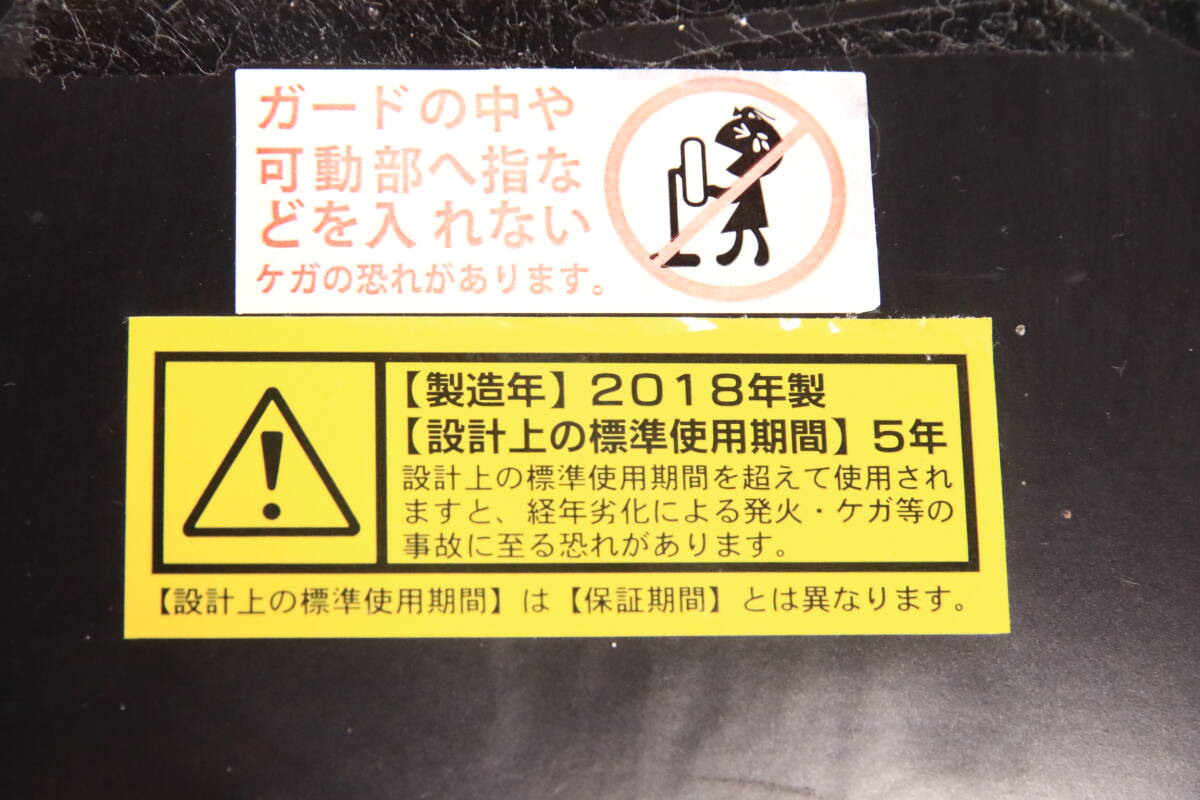 ガードの中や
可動部へ指な
どを入れない
ケガの恐れがあります。
【製造年】2018年製
【設計上の標準使用期間】5年
設計上の標準使用期間を超えて使用され
ますと、経年劣化による発火・ケガ等の
事故に至る恐れがあります。
【設計上の標準使用期間】は【保証期間】とは異なります。